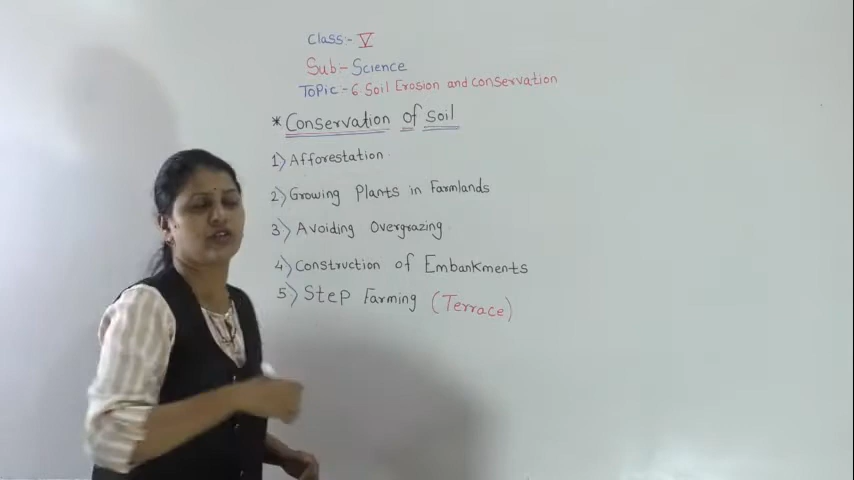 Class:- V
Sub:- Science
Topic:- 6. Soil Erosion and conservation
* Conservation of soil
1) Afforestation
2) Growing Plants in Farmlands
3) Avoiding Overgrazing
4) Construction of Embankments
5) Step Farming (Terrace)